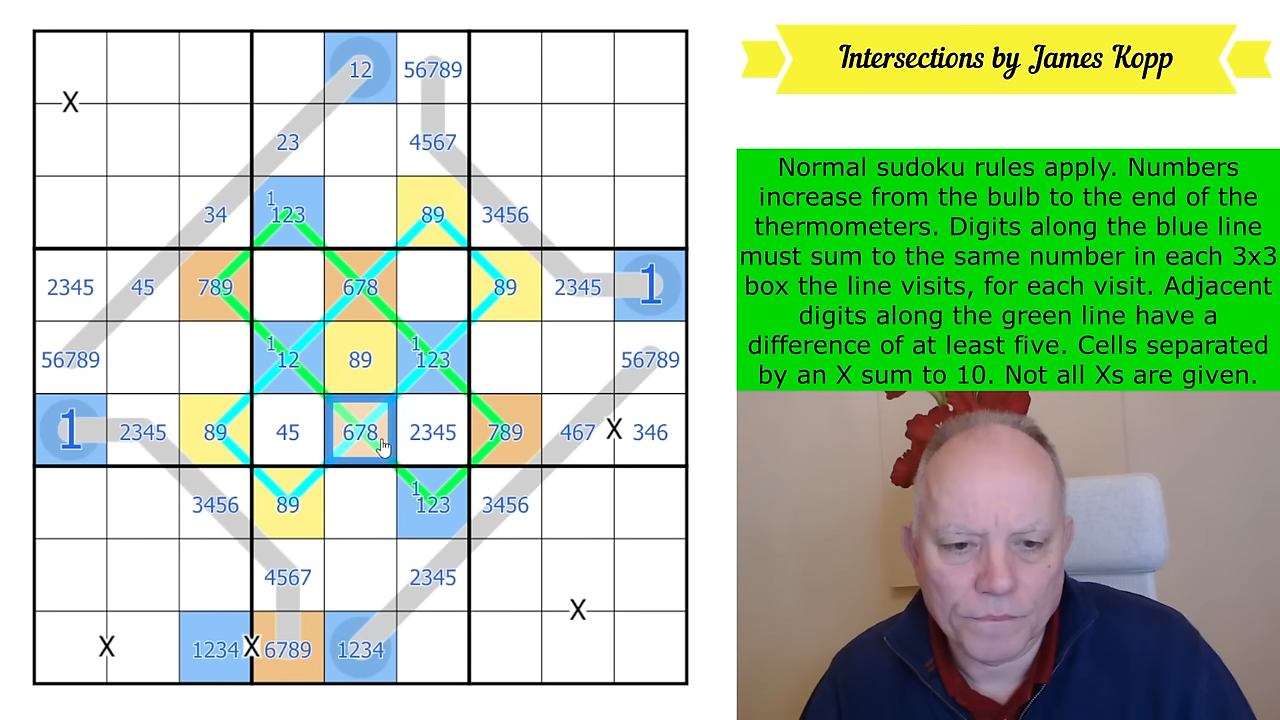 Intersections by James Kopp
Normal sudoku rules apply. Numbers
increase from the bulb to the end of the
thermometers. Digits along the blue line
must sum to the same number in each 3x3
box the line visits, for each visit. Adjacent
digits along the green line have a
difference of at least five. Cells separated
by an X sum to 10. Not all Xs are given.
12 56789
X
23 4567
34 1 123 89 3456
2345 45 789 678 89 2345 1
56789 1 12 89 1 123 56789
1 2345 89 45 678 2345 789 467 X 346
3456 89 1 123 3456
4567 2345
X
X 1234 X 6789 1234